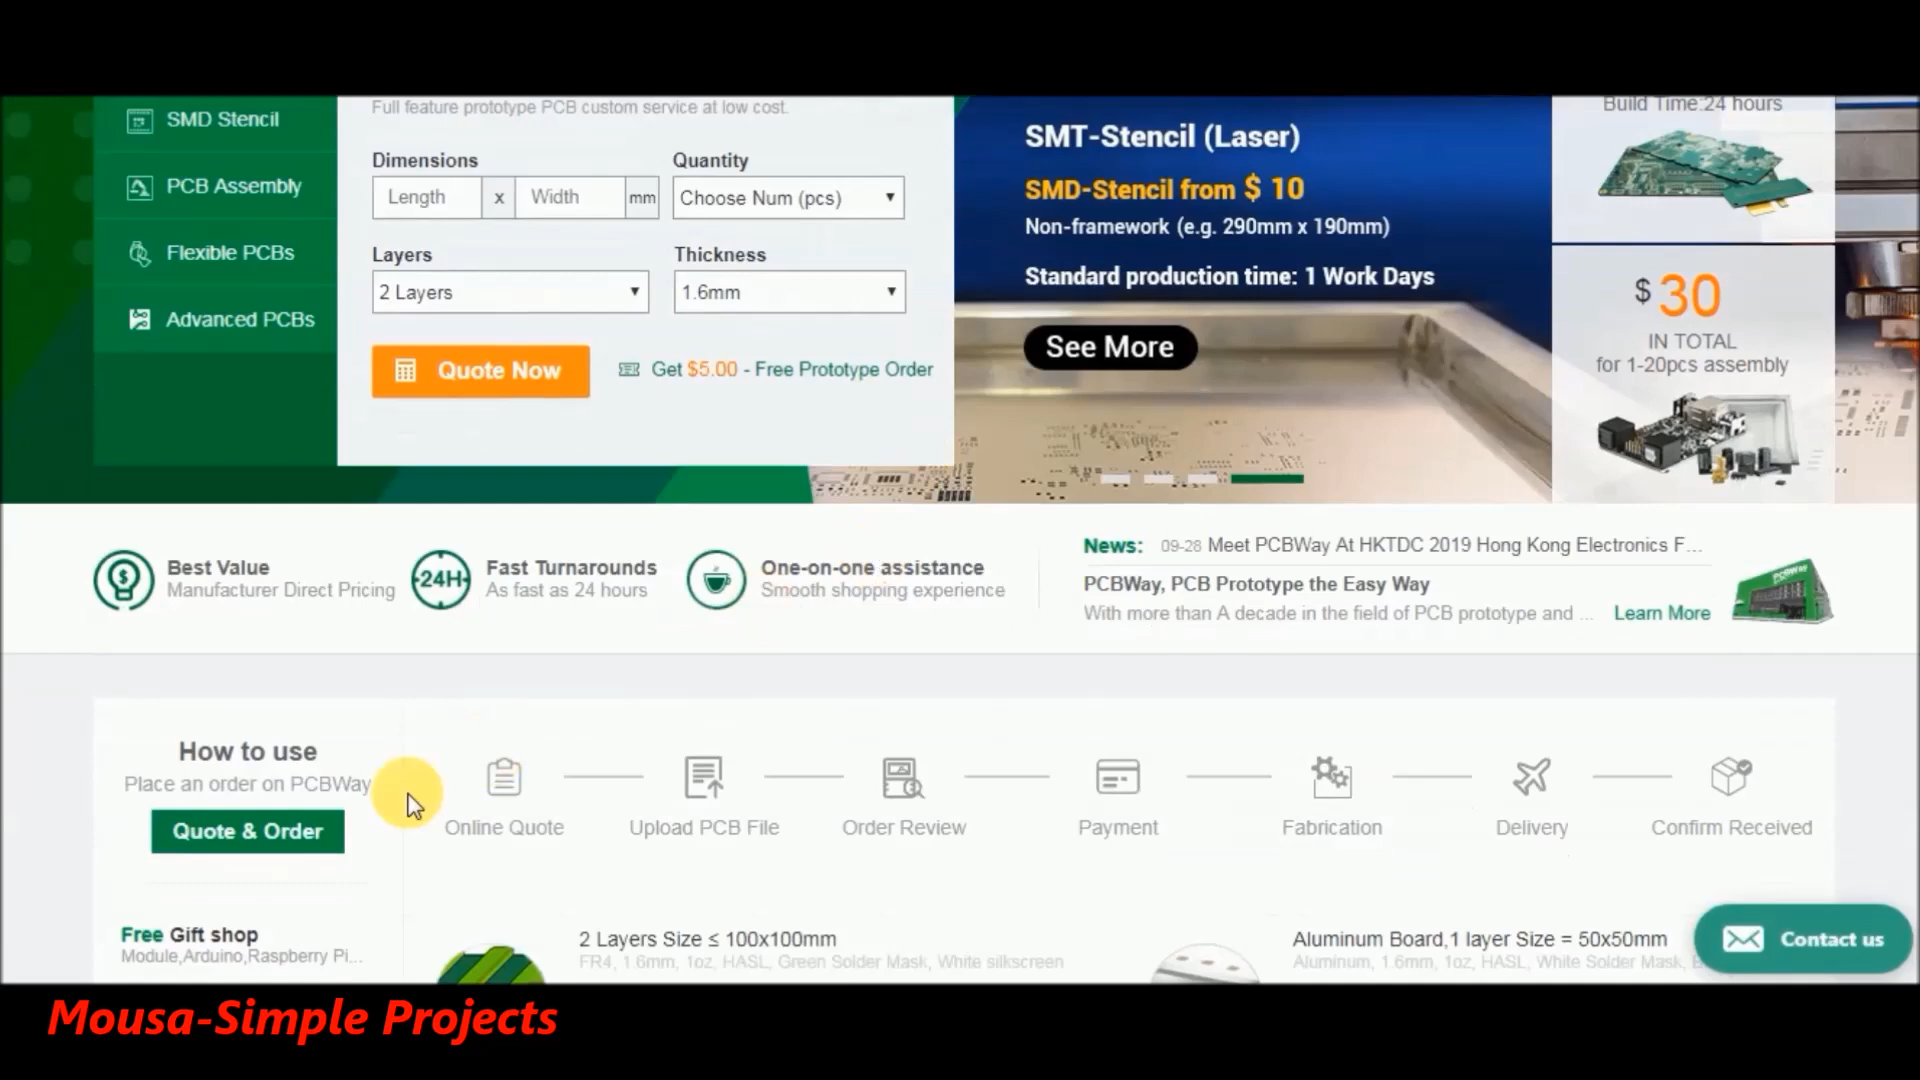 SMD Stencil
PCB Assembly
Flexible PCBs
Advanced PCBs
Full feature prototype PCB custom service at low cost.
Dimensions
Quantity
Length x Width mm
Choose Num (pcs)
Layers
Thickness
2 Layers
1.6mm
Quote Now
Get $5.00 - Free Prototype Order
SMT-Stencil (Laser)
SMD-Stencil from $ 10
Non-framework (e.g. 290mm x 190mm)
Standard production time: 1 Work Days
See More
Build Time:24 hours
$ 30
IN TOTAL
for 1-20pcs assembly
Best Value
Manufacturer Direct Pricing
24H
Fast Turnarounds
As fast as 24 hours
One-on-one assistance
Smooth shopping experience
News: 09-28 Meet PCBWay At HKTDC 2019 Hong Kong Electronics F...
PCBWay, PCB Prototype the Easy Way
With more than A decade in the field of PCB prototype and ... Learn More
PCBWay
How to use
Place an order on PCBWay
Quote & Order
Online Quote
Upload PCB File
Order Review
Payment
Fabrication
Delivery
Confirm Received
Free Gift shop
Module,Arduino,Raspberry Pi...
2 Layers Size ≤ 100x100mm
FR4, 1.6mm, 1oz, HASL, Green Solder Mask, White silkscreen
Aluminum Board,1 layer Size = 50x50mm
Aluminum, 1.6mm, 1oz, HASL, White Solder Mask,
Contact us
Mousa-Simple Projects